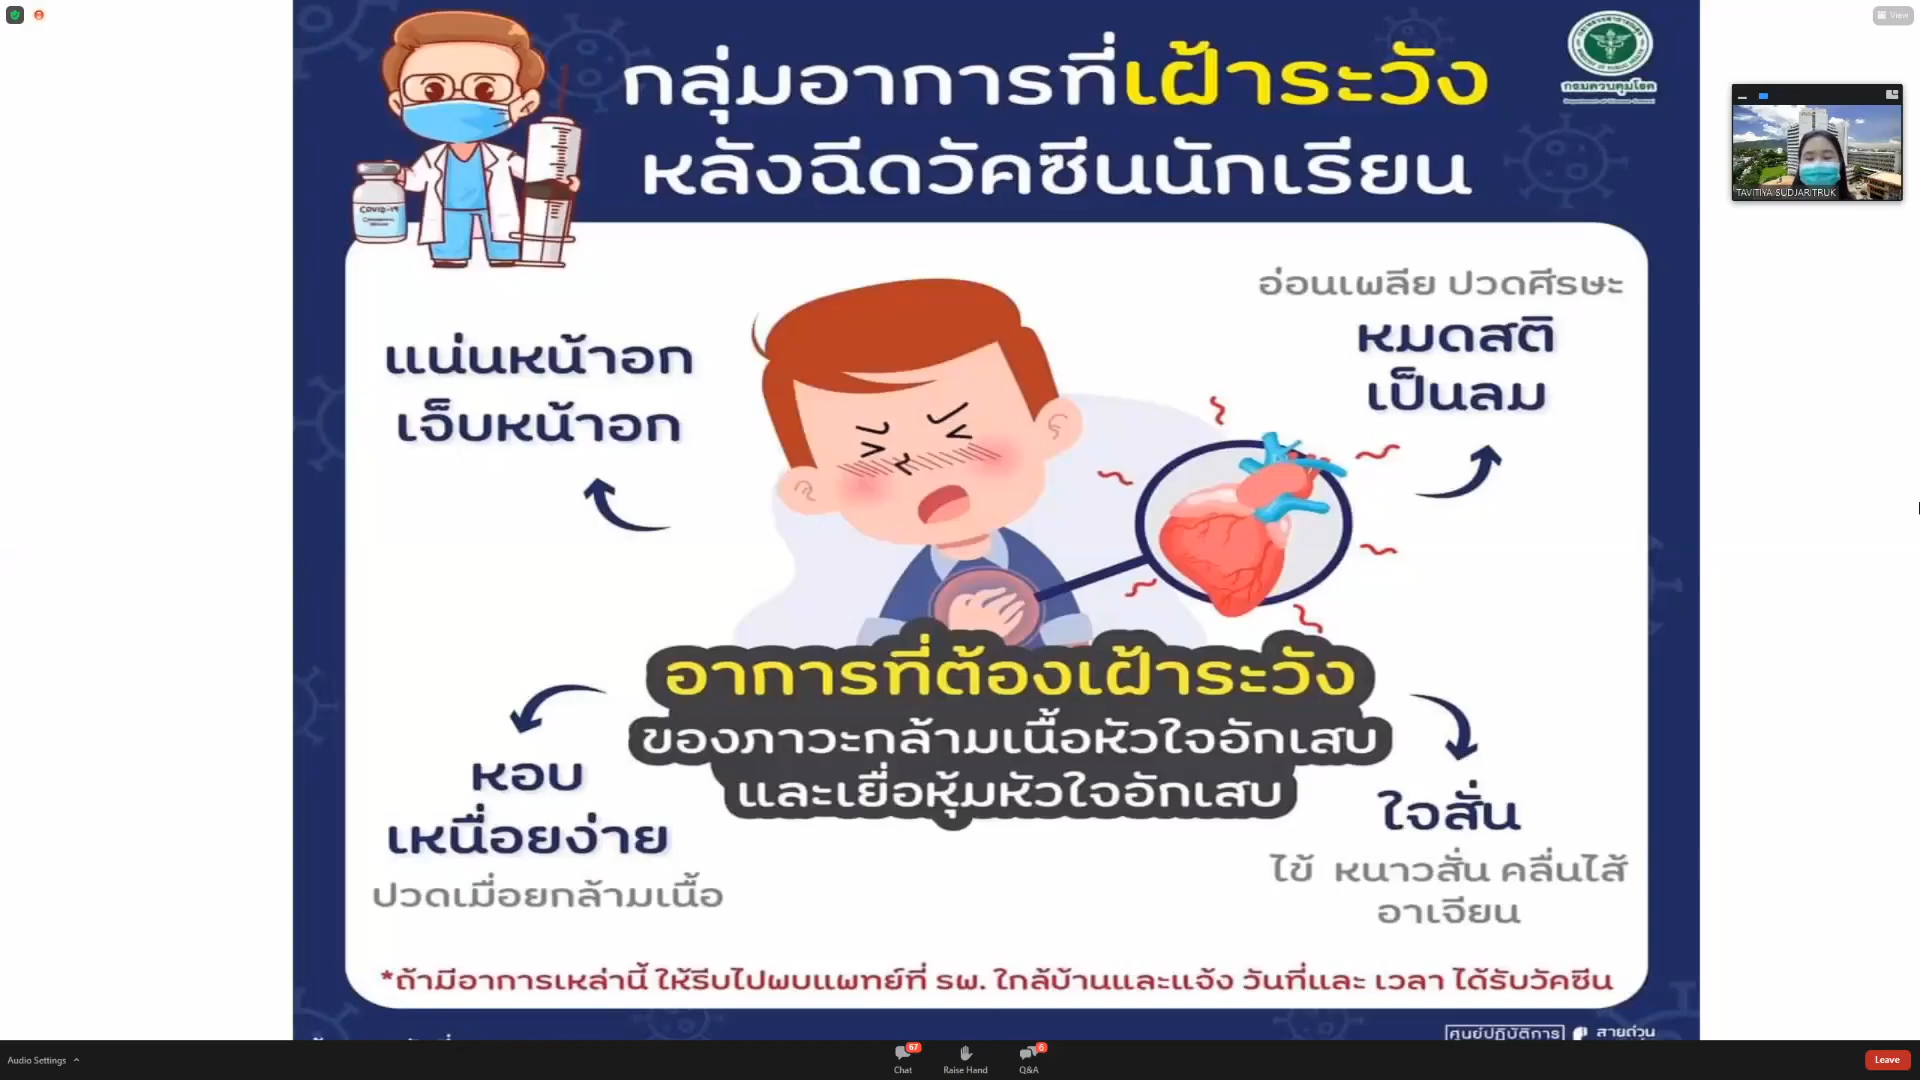 View
กลุ่มอาการที่เฝ้าระวัง
หลังฉีดวัคซีนนักเรียน
กรมควบคุมโรค
COVID-19
TAVITIYA SUDJARITRUK
แน่นหน้าอก
เจ็บหน้าอก
อ่อนเพลีย ปวดศีรษะ
หมดสติ
เป็นลม
อาการที่ต้องเฝ้าระวัง
ของภาวะกล้ามเนื้อหัวใจอักเสบ
และเยื่อหุ้มหัวใจอักเสบ
หอบ
เหนื่อยง่าย
ปวดเมื่อยกล้ามเนื้อ
ใจสั่น
ไข้ หนาวสั่น คลื่นไส้
อาเจียน
*ถ้ามีอาการเหล่านี้ ให้รีบไปพบแพทย์ที่ รพ. ใกล้บ้านและแจ้ง วันที่และ เวลา ได้รับวัคซีน
ศูนย์ปฏิบัติการ สายด่วน
Audio Settings
67
Chat
Raise Hand
6
Q&A
Leave